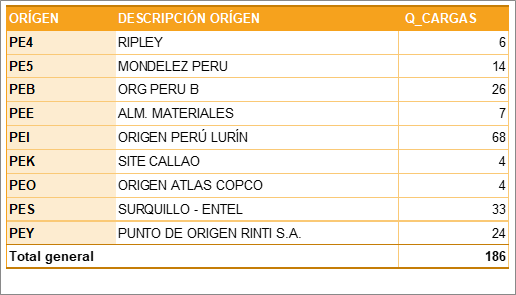 ORÍGEN DESCRIPCIÓN ORÍGEN Q_CARGAS
PE4 RIPLEY 6
PE5 MONDELEZ PERU 14
PEB ORG PERU B 26
PEE ALM. MATERIALES 7
PEI ORIGEN PERÚ LURÍN 68
PEK SITE CALLAO 4
PEO ORIGEN ATLAS COPCO 4
PES SURQUILLO - ENTEL 33
PEY PUNTO DE ORIGEN RINTI S.A. 24
Total general 186